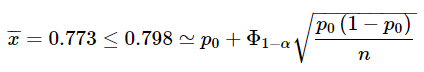 x̅ = 0.773 ≤ 0.798 ≃ p₀ + Φ₁₋α √(p₀ (1 − p₀) / n)